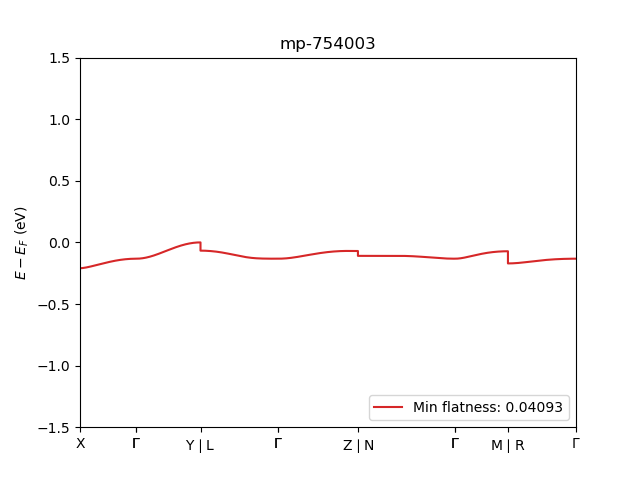 mp-754003
E − E_F (eV)
1.5
1.0
0.5
0.0
−0.5
−1.0
−1.5
Min flatness: 0.04093
X Γ Y | L Γ Z | N Γ M | R Γ